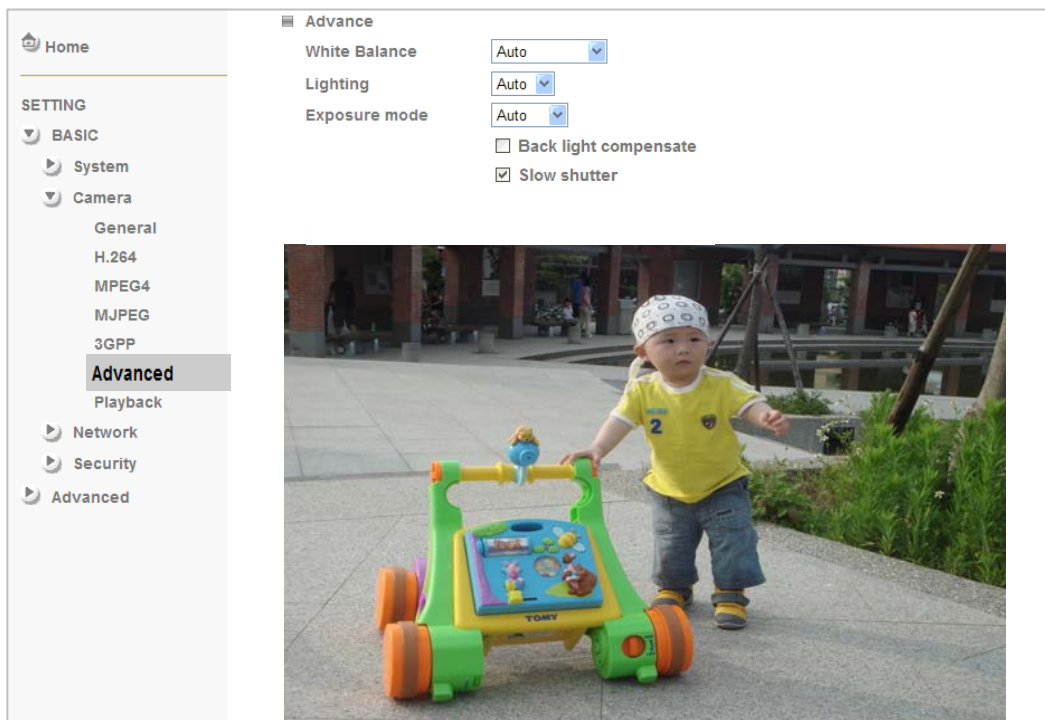 Home
SETTING
BASIC
System
Camera
General
H.264
MPEG4
MJPEG
3GPP
Advanced
Playback
Network
Security
Advanced
Advance
White Balance Auto
Lighting Auto
Exposure mode Auto
Back light compensate
Slow shutter
2
TOMY